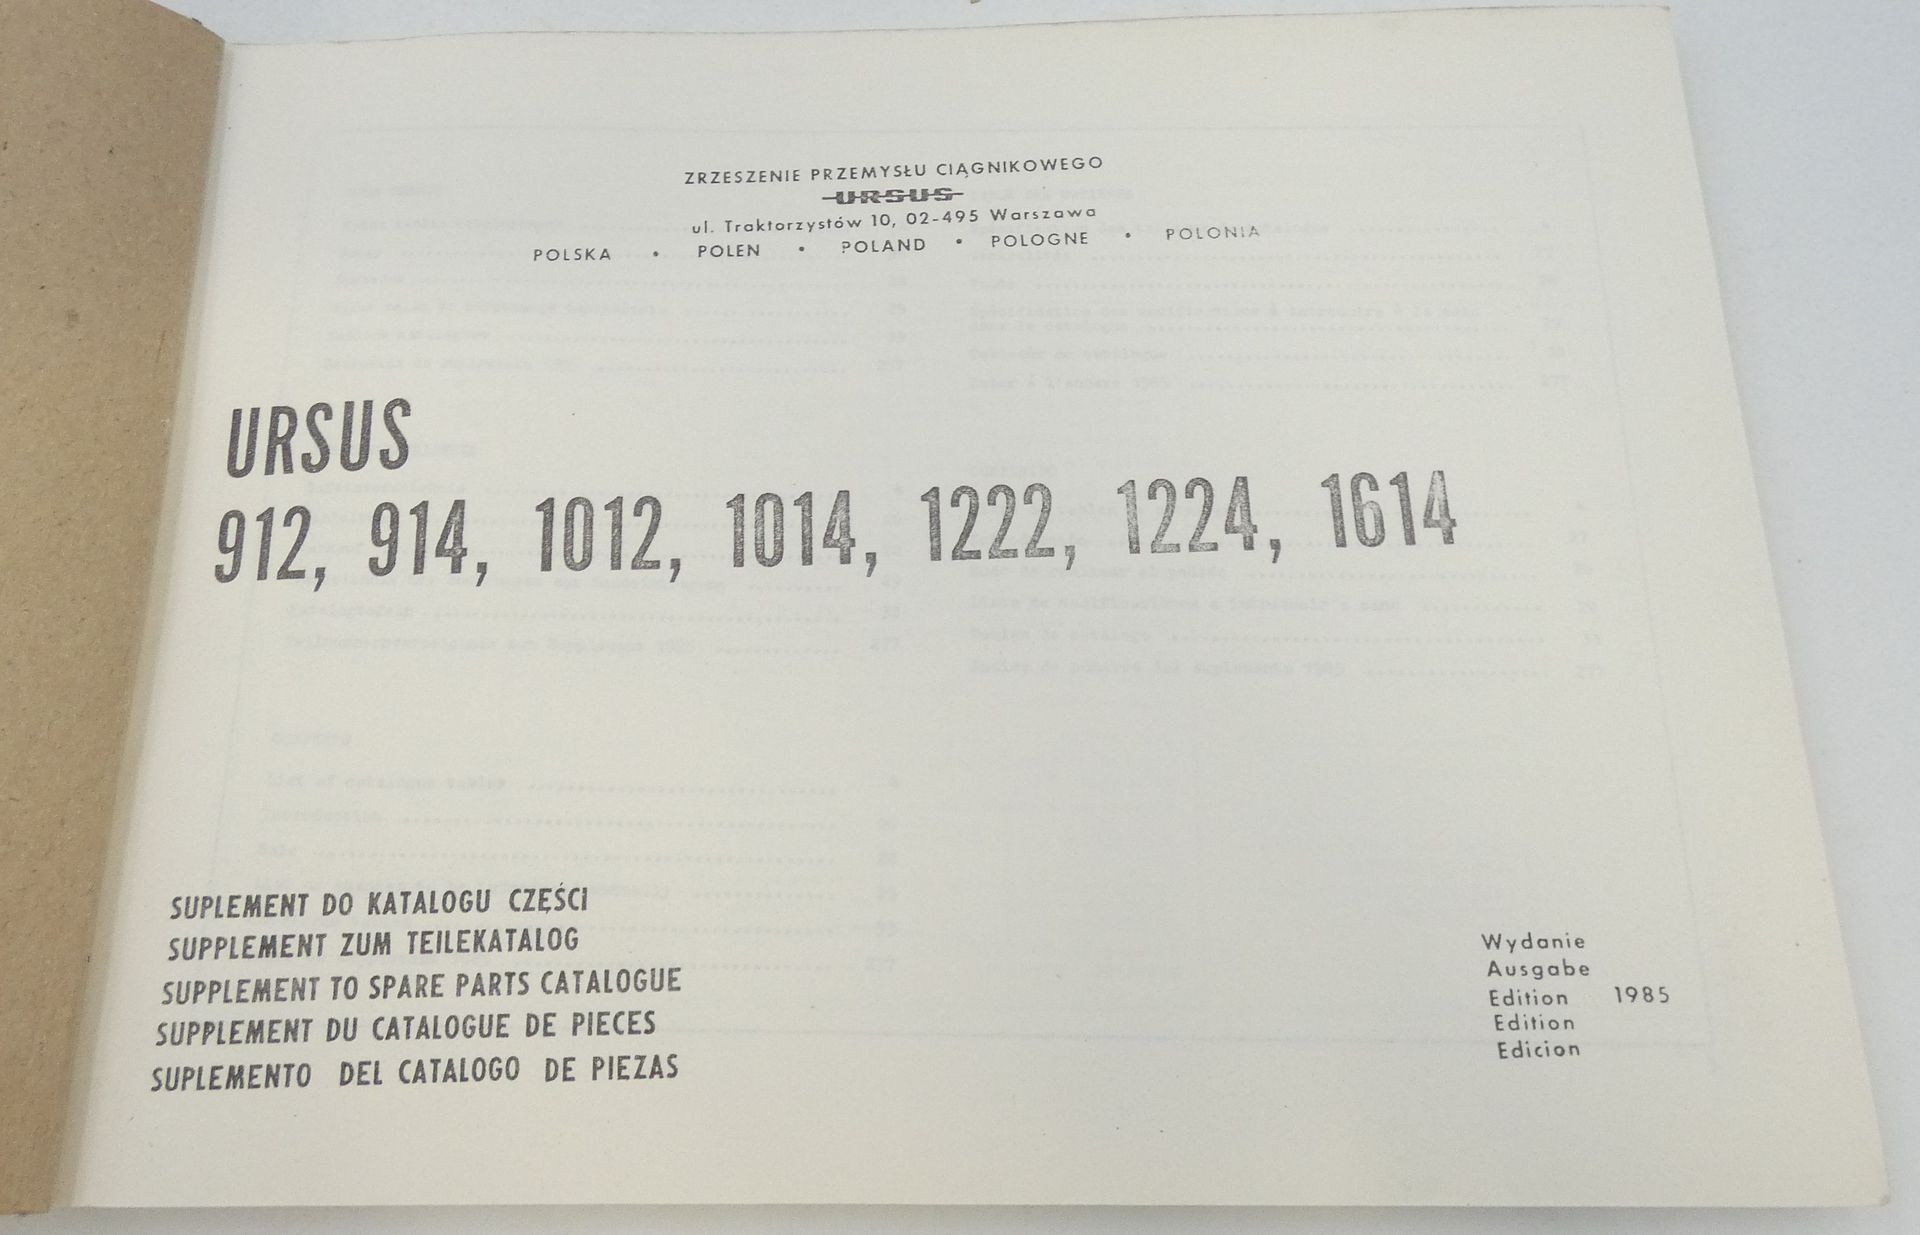 ZRZESZENIE PRZEMYSŁU CIĄGNIKOWEGO
URSUS
ul. Traktorzystów 10, 02-495 Warszawa
POLSKA • POLEN • POLAND • POLOGNE • POLONIA
URSUS
912, 914, 1012, 1014, 1222, 1224, 1614
SUPLEMENT DO KATALOGU CZĘŚCI
SUPPLEMENT ZUM TEILEKATALOG
SUPPLEMENT TO SPARE PARTS CATALOGUE
SUPPLEMENT DU CATALOGUE DE PIECES
SUPLEMENTO DEL CATALOGO DE PIEZAS
Wydanie
Ausgabe
Edition 1985
Edition
Edicion